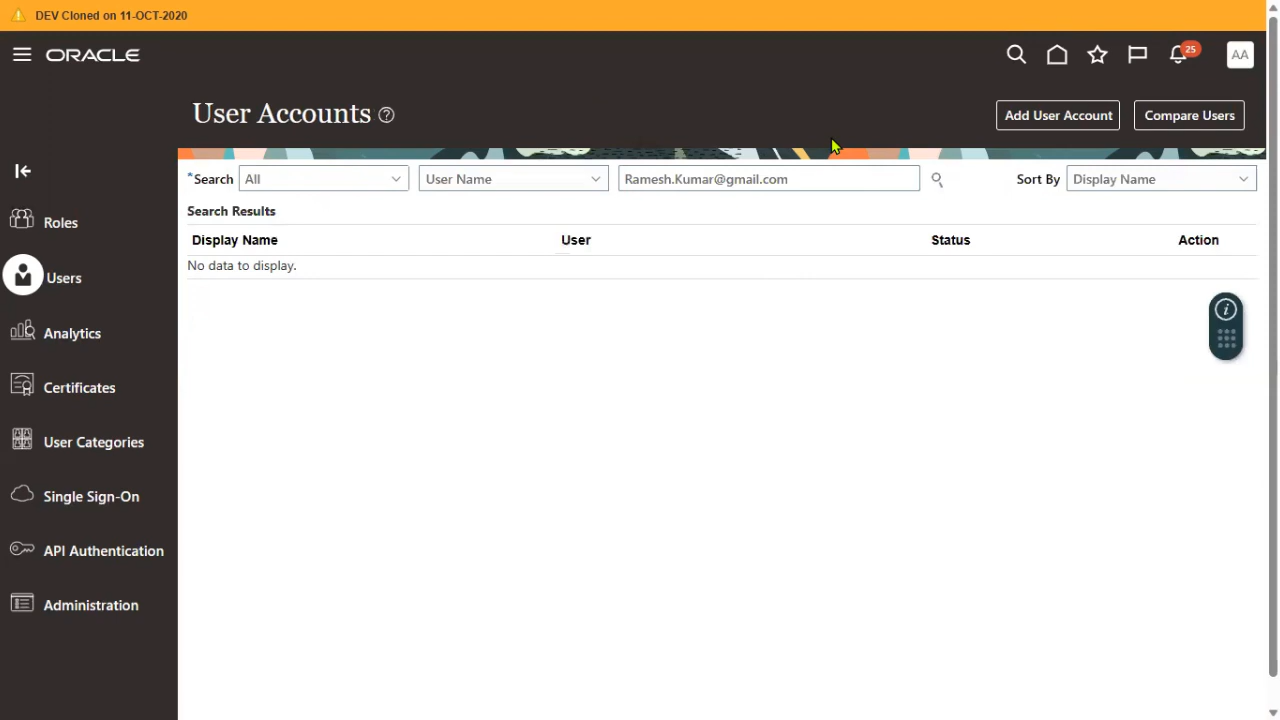 DEV Cloned on 11-OCT-2020
ORACLE
25
AA
User Accounts
Add User Account
Compare Users
*Search
All
User Name
Ramesh.Kumar@gmail.com
Sort By
Display Name
Search Results
Display Name
User
Status
Action
No data to display.
Roles
Users
Analytics
Certificates
User Categories
Single Sign-On
API Authentication
Administration